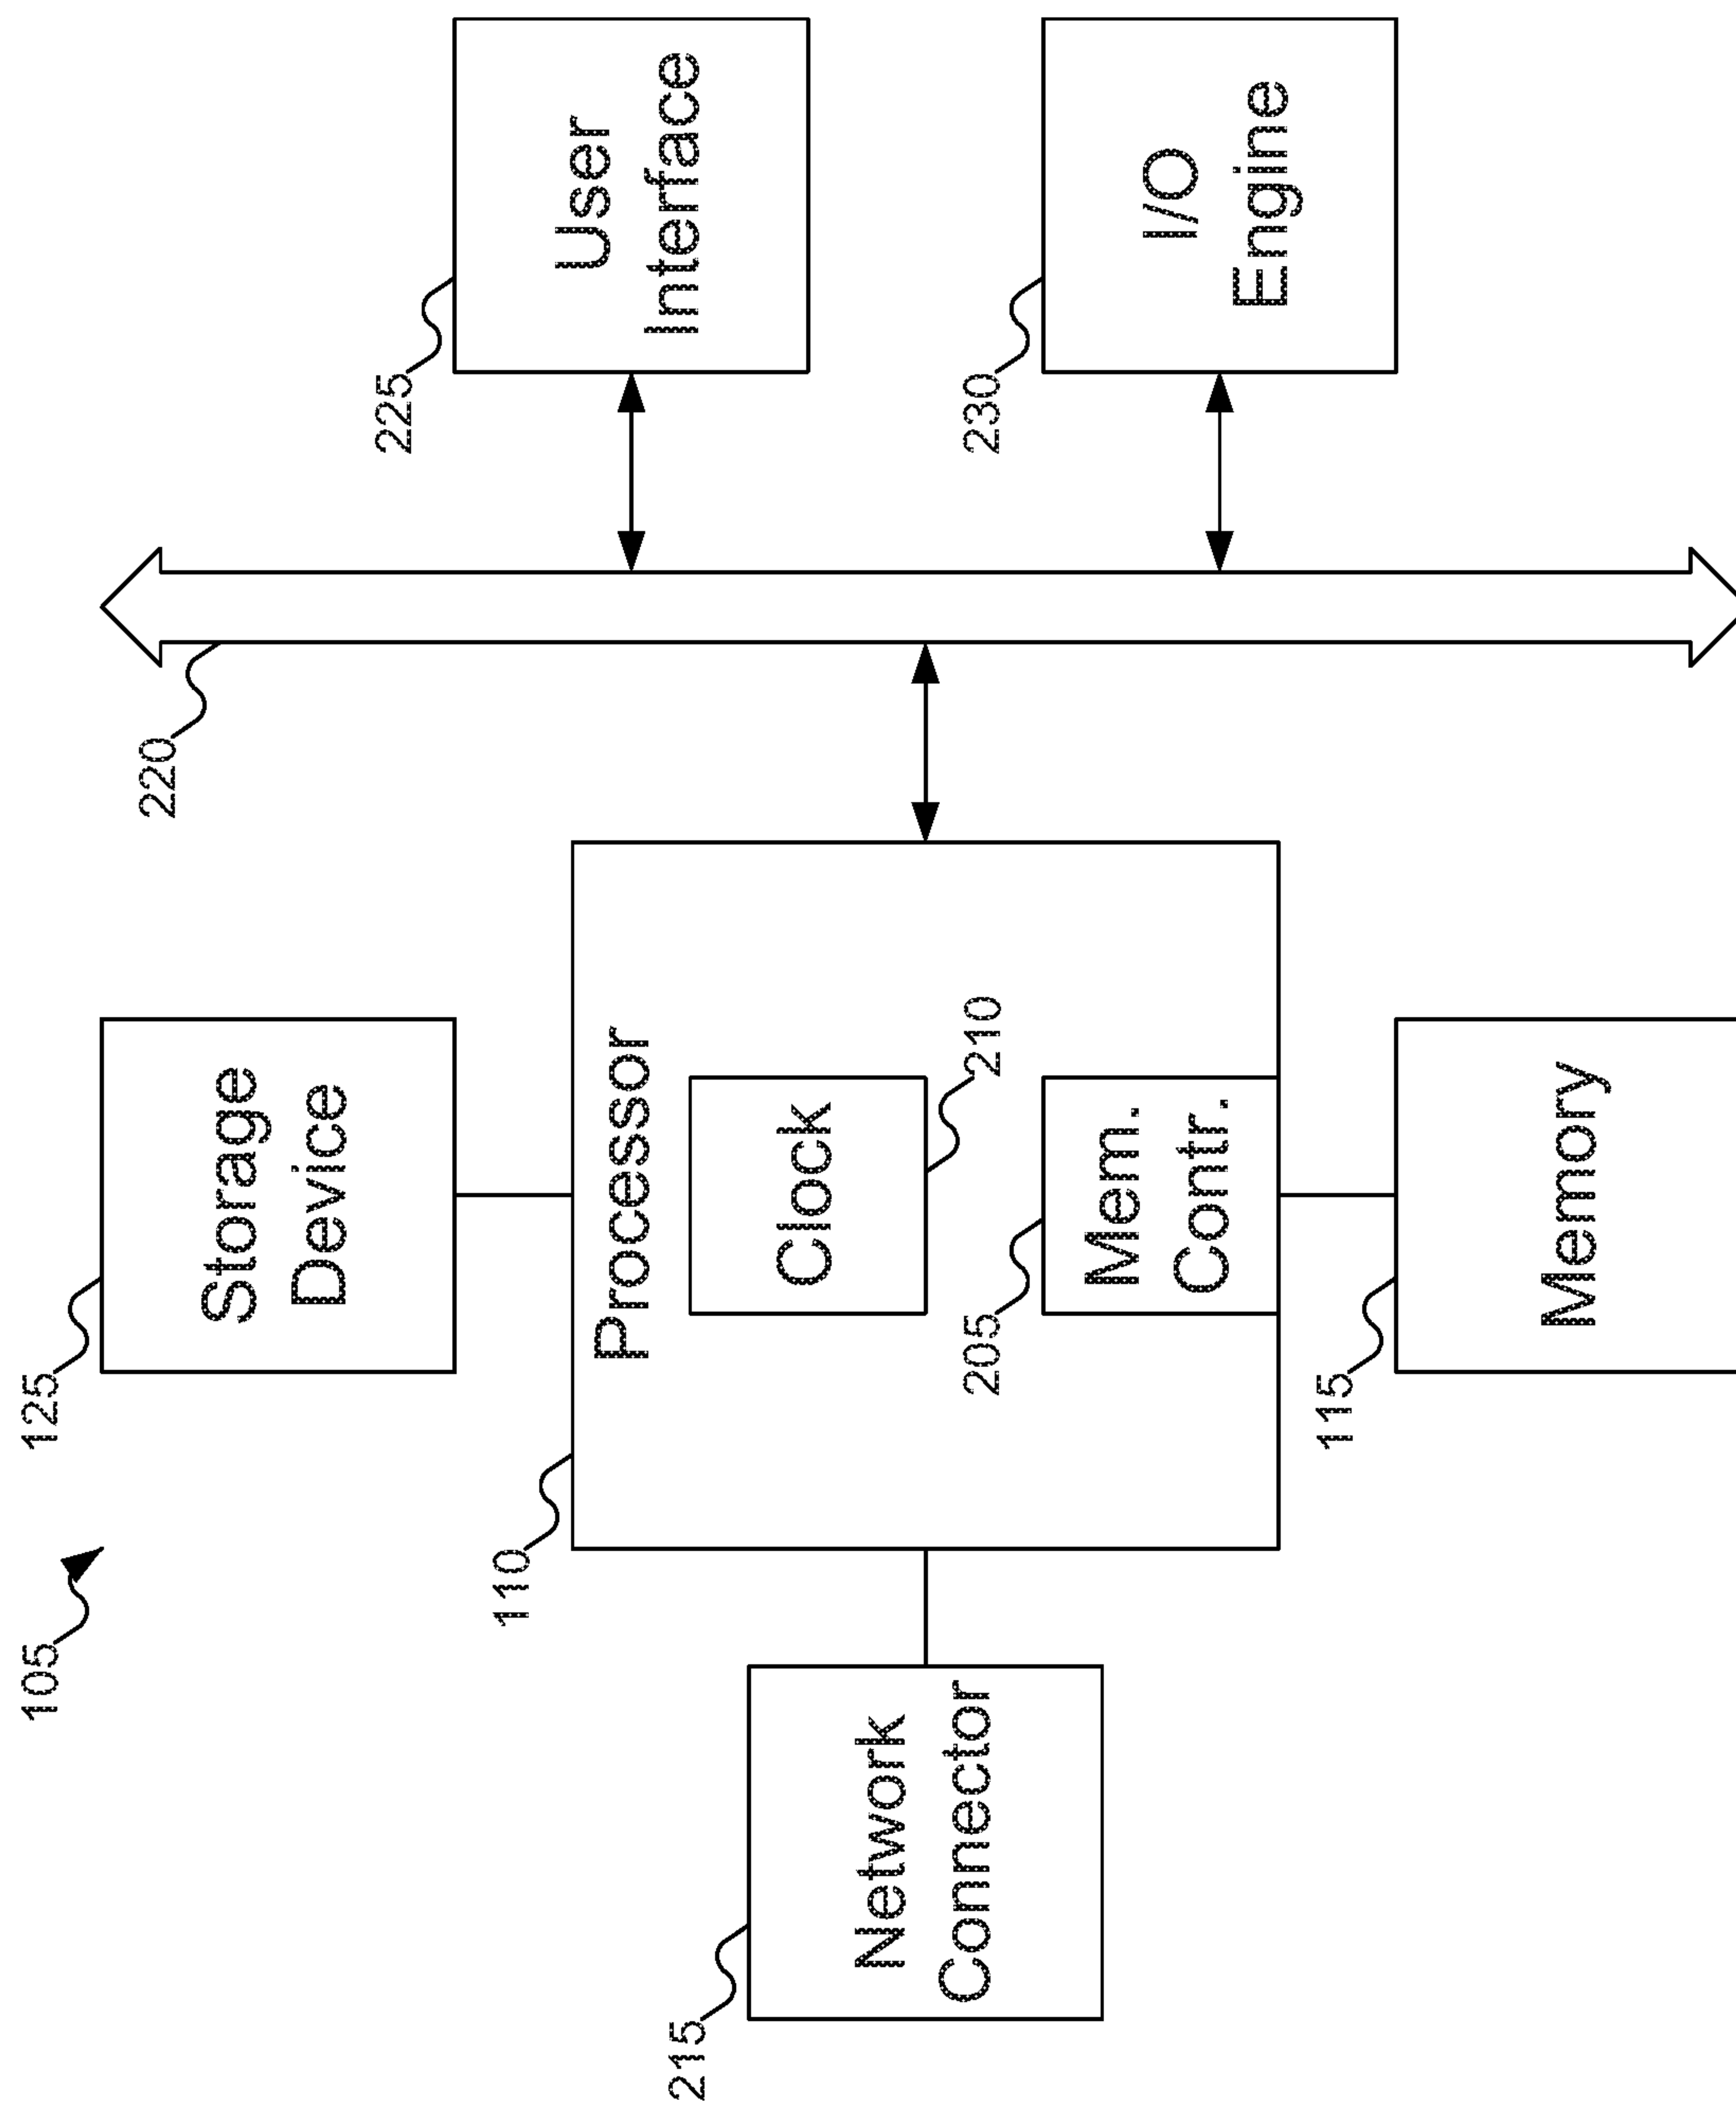 105
125
Storage
Device
220
225
User
Interface
110
Processor
215
Network
Connector
Clock
210
205
Mem.
Contr.
230
I/O
Engine
115
Memory